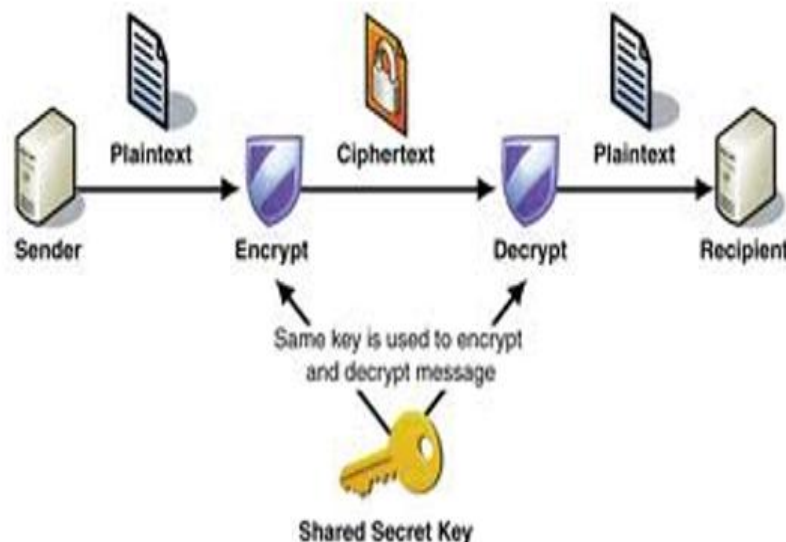 Plaintext
Ciphertext
Plaintext
Sender
Encrypt
Decrypt
Recipient
Same key is used to encrypt
and decrypt message
Shared Secret Key